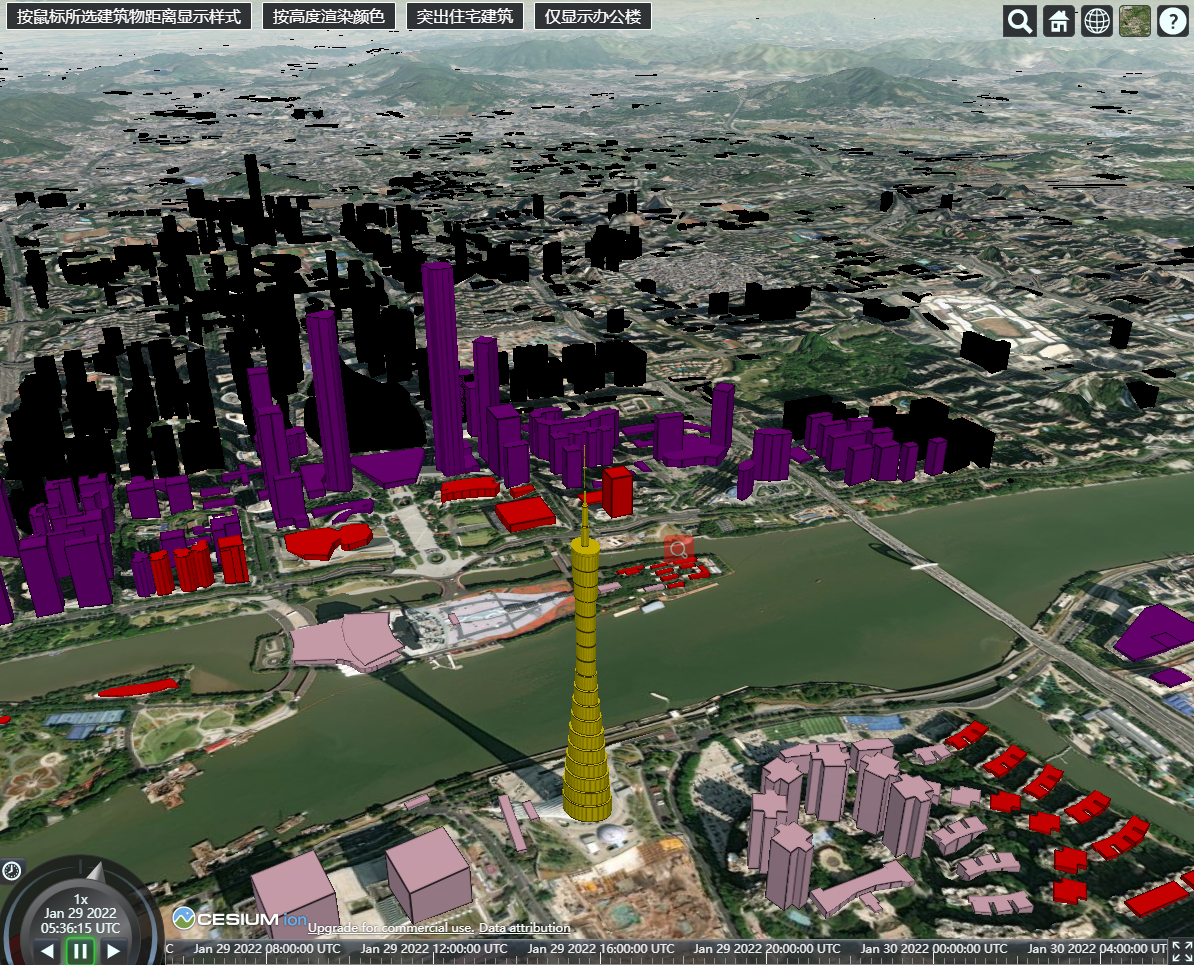 按鼠标所选建筑物距离显示样式
按高度渲染颜色
突出住宅建筑
仅显示办公楼
?
1x
Jan 29 2022
05:36:15 UTC
CESIUM ion
Upgrade for commercial use. Data attribution
C
Jan 29 2022 08:00:00 UTC
Jan 29 2022 12:00:00 UTC
Jan 29 2022 16:00:00 UTC
Jan 29 2022 20:00:00 UTC
Jan 30 2022 00:00:00 UTC
Jan 30 2022 04:00:00 UT